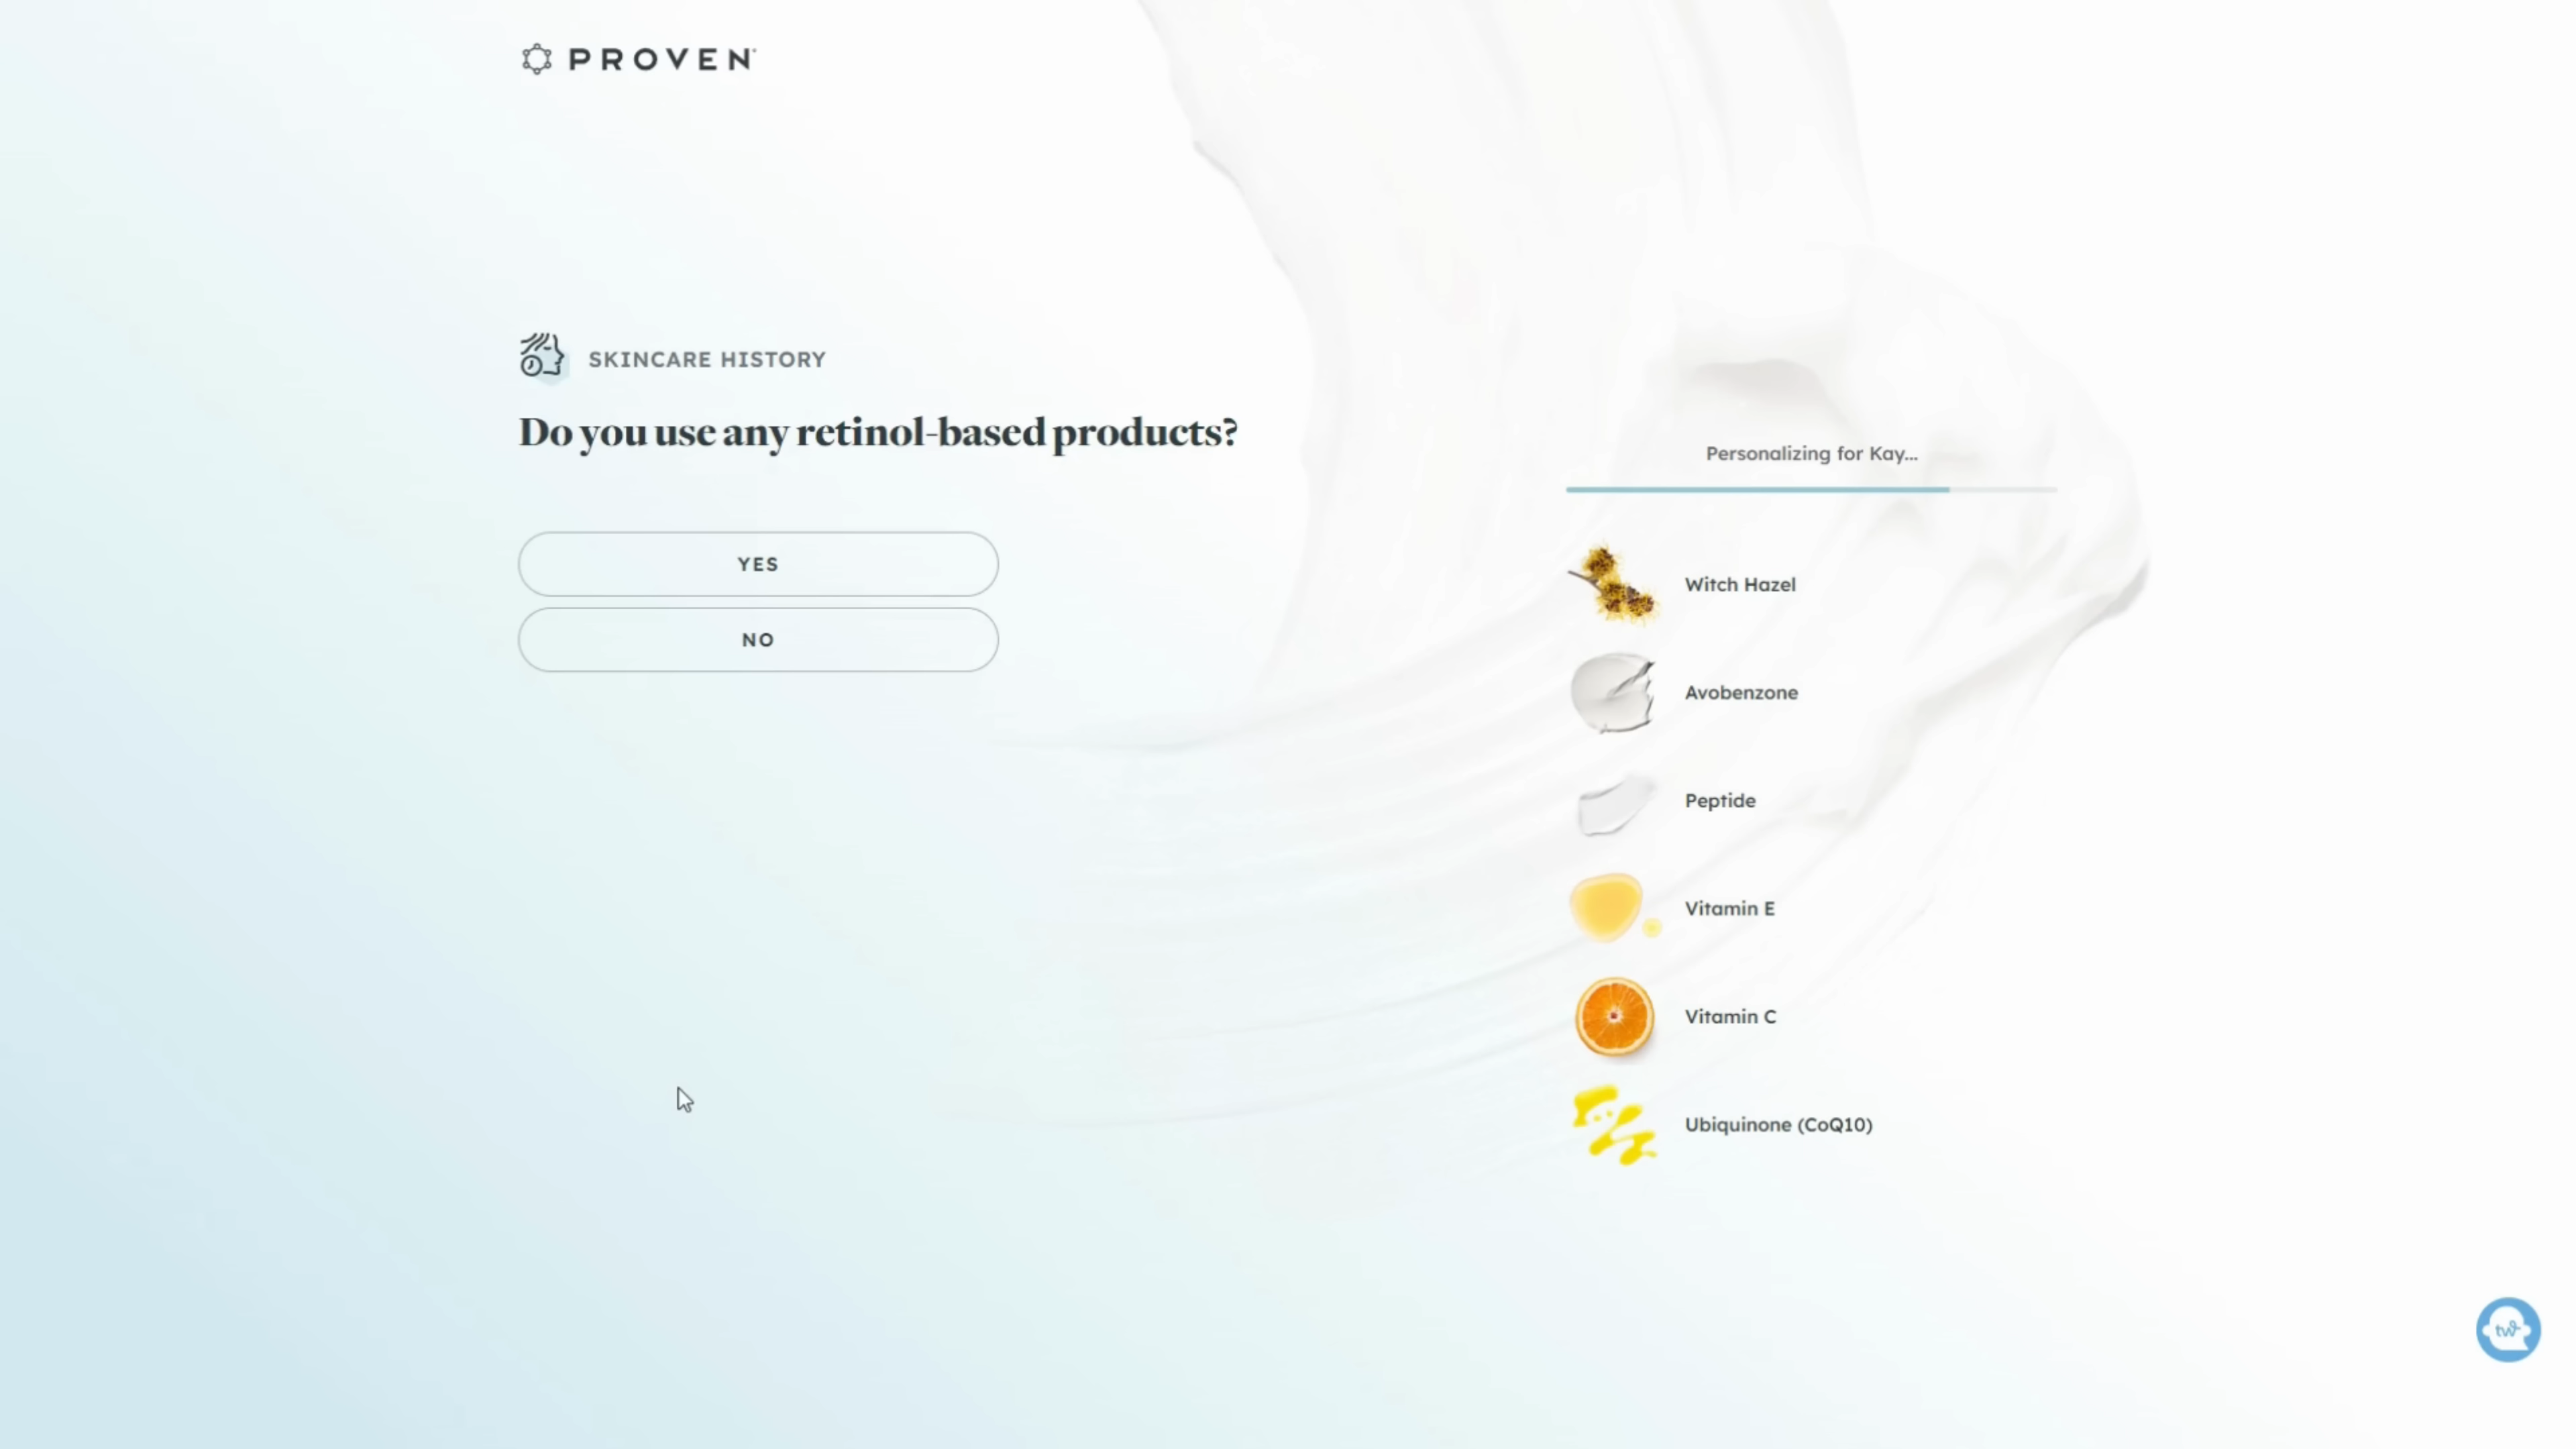 PROVEN
SKINCARE HISTORY
Do you use any retinol-based products?
YES
NO
Personalizing for Kay...
Witch Hazel
Avobenzone
Peptide
Vitamin E
Vitamin C
Ubiquinone (CoQ10)
tw